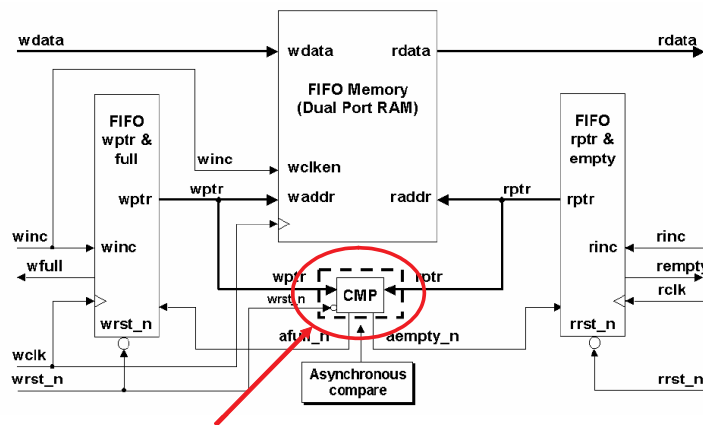 wdata
rdata
wdata
rdata
FIFO
wptr &
full
FIFO Memory
(Dual Port RAM)
FIFO
rptr &
empty
winc
wclken
wptr
wptr
waddr
raddr
rptr
rptr
winc
winc
rinc
rinc
wfull
rempty
wptr
rptr
wrst_n
CMP
rclk
wrst_n
rrst_n
afull_n
aempty_n
wclk
Asynchronous
compare
wrst_n
rrst_n